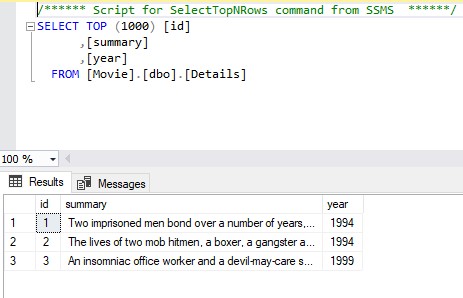 /****** Script for SelectTopNRows command from SSMS ******/
SELECT TOP (1000) [id]
,[summary]
,[year]
FROM [Movie].[dbo].[Details]
100 %
Results Messages
id summary year
1 1 Two imprisoned men bond over a number of years,... 1994
2 2 The lives of two mob hitmen, a boxer, a gangster a... 1994
3 3 An insomniac office worker and a devil-may-care s... 1999